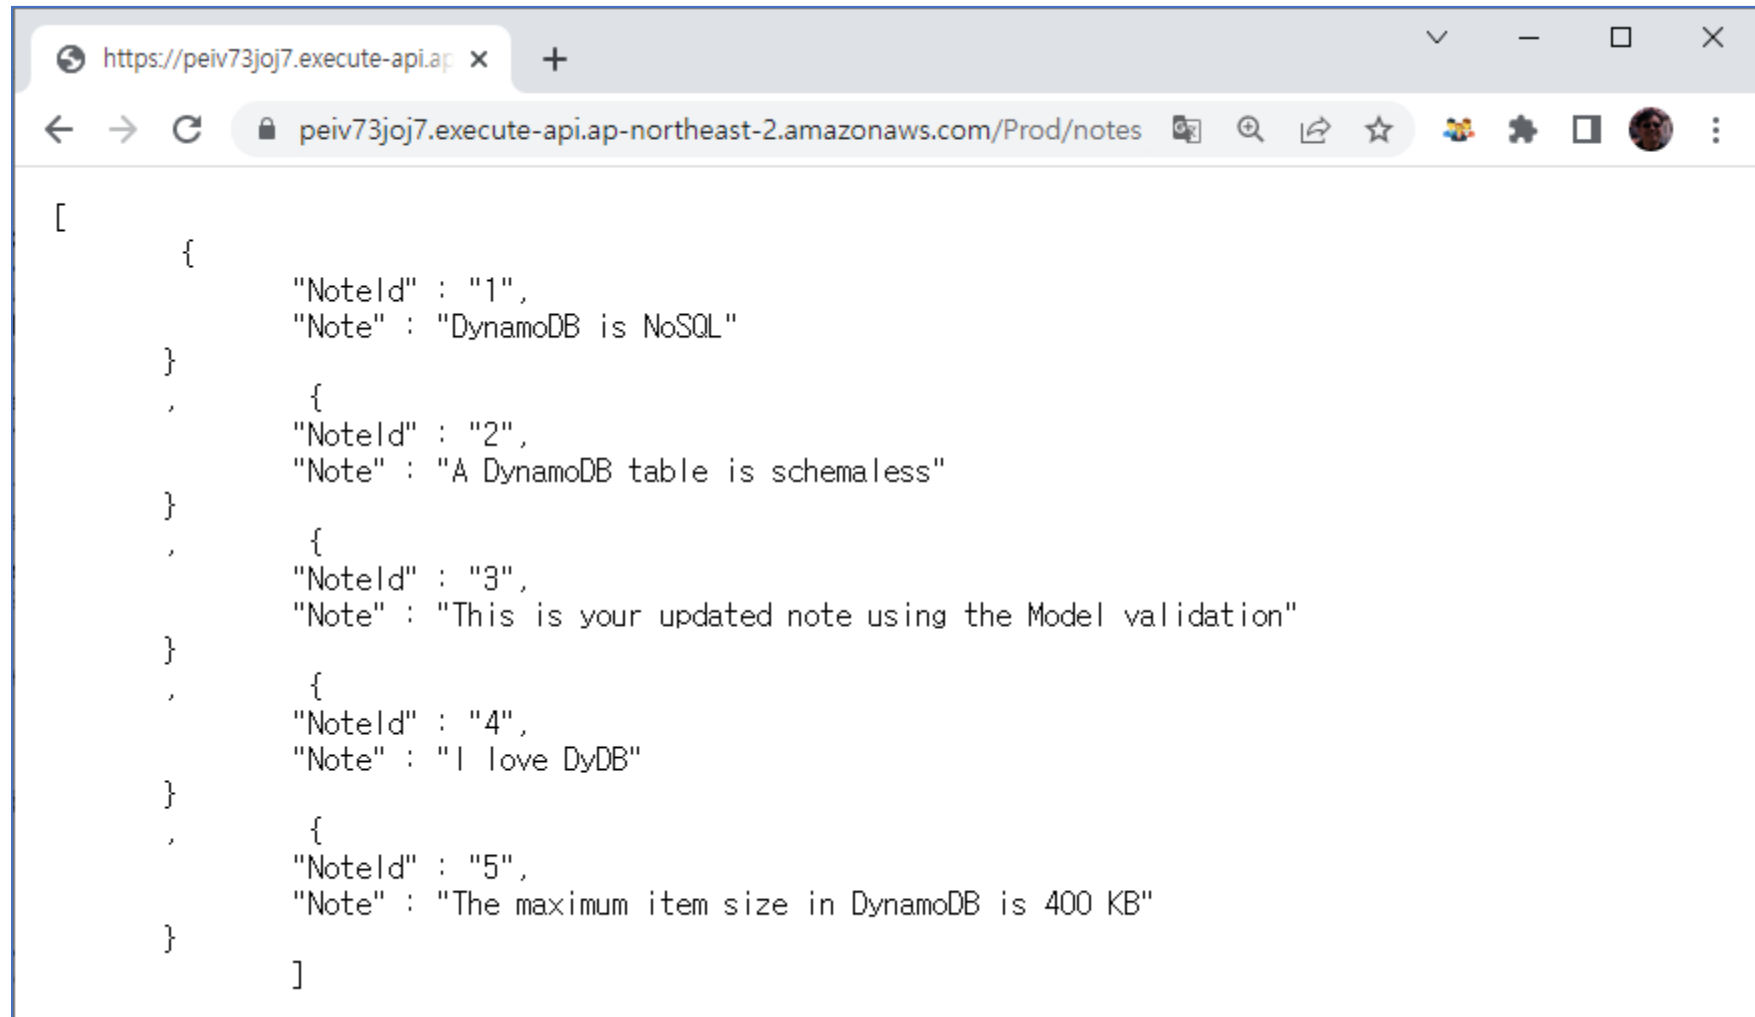 https://peiv73joj7.execute-api.ap
peiv73joj7.execute-api.ap-northeast-2.amazonaws.com/Prod/notes
[
{
"NoteId" : "1",
"Note" : "DynamoDB is NoSQL"
}
, {
"NoteId" : "2",
"Note" : "A DynamoDB table is schemaless"
}
, {
"NoteId" : "3",
"Note" : "This is your updated note using the Model validation"
}
, {
"NoteId" : "4",
"Note" : "I love DyDB"
}
, {
"NoteId" : "5",
"Note" : "The maximum item size in DynamoDB is 400 KB"
}
]